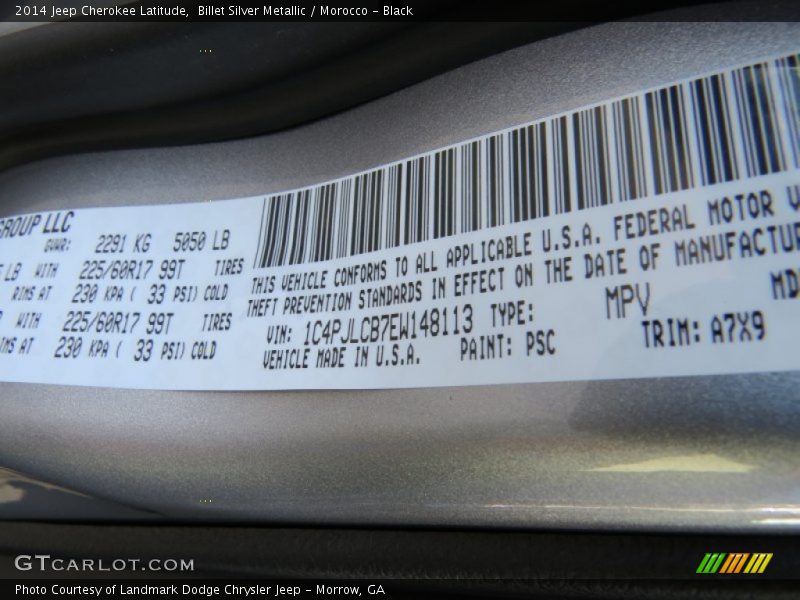 2014 Jeep Cherokee Latitude, Billet Silver Metallic / Morocco - Black
GROUP LLC
GVWR: 2291 KG 5050 LB
LB WITH 225/60R17 99T TIRES
RIMS AT 230 KPA ( 33 PSI) COLD
WITH 225/60R17 99T TIRES
AT 230 KPA ( 33 PSI) COLD
THIS VEHICLE CONFORMS TO ALL APPLICABLE U.S.A. FEDERAL MOTOR
THEFT PREVENTION STANDARDS IN EFFECT ON THE DATE OF MANUFACTU
VIN: 1C4PJLCB7EW148113 TYPE: MPV MD
VEHICLE MADE IN U.S.A. PAINT: PSC TRIM: A7X9
GTCARLOT.COM
Photo Courtesy of Landmark Dodge Chrysler Jeep - Morrow, GA